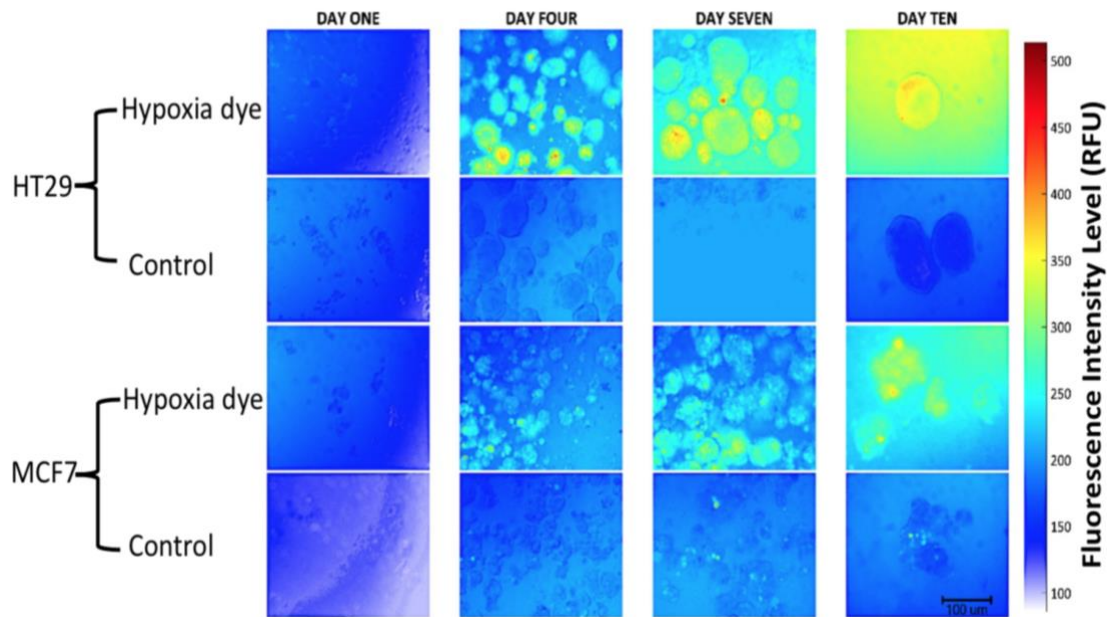 DAY ONE
DAY FOUR
DAY SEVEN
DAY TEN
HT29
Hypoxia dye
Control
MCF7
Hypoxia dye
Control
500
450
400
350
300
250
200
150
100
Fluorescence Intensity Level (RFU)
100 um